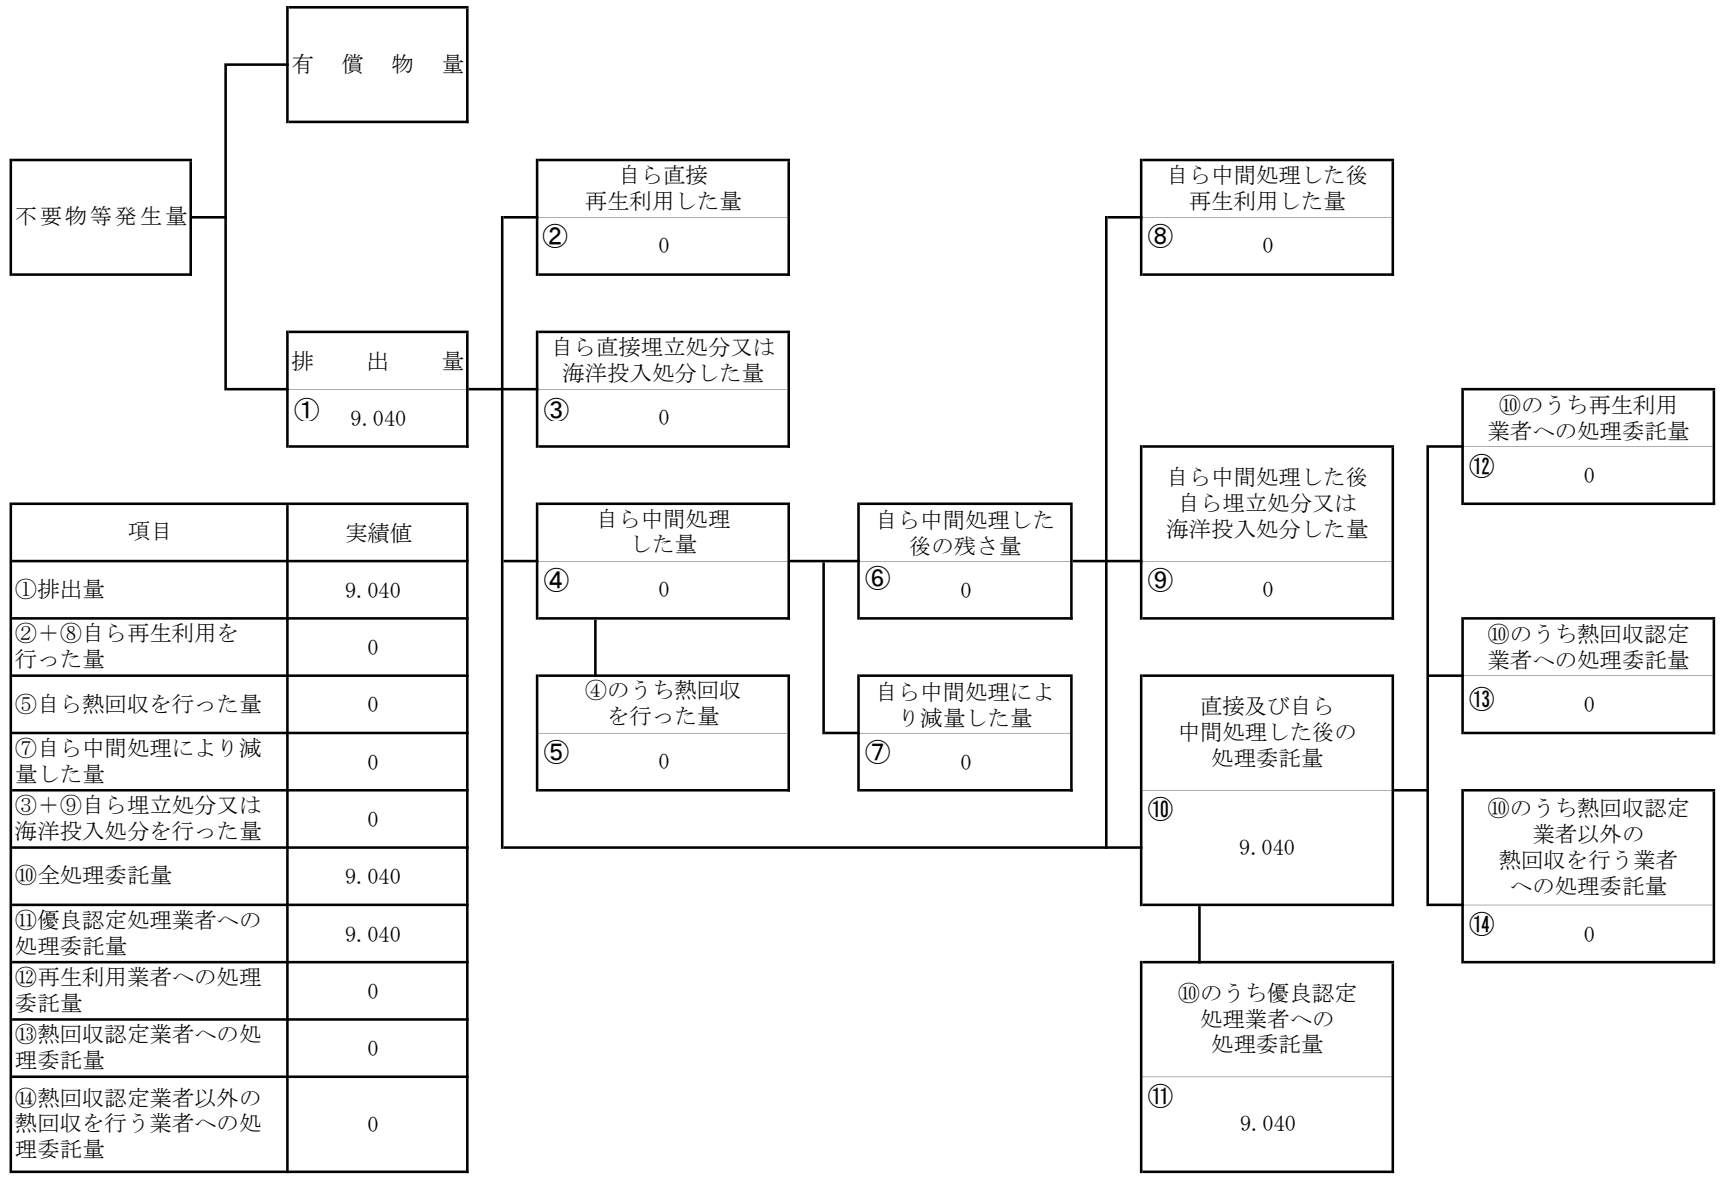 有償物量
不要物等発生量
排出量
① 9.040
自ら直接
再生利用した量
② 0
自ら直接埋立処分又は
海洋投入処分した量
③ 0
自ら中間処理
した量
④ 0
④のうち熱回収
を行った量
⑤ 0
自ら中間処理した
後の残さ量
⑥ 0
自ら中間処理によ
り減量した量
⑦ 0
自ら中間処理した後
再生利用した量
⑧ 0
自ら中間処理した後
自ら埋立処分又は
海洋投入処分した量
⑨ 0
直接及び自ら
中間処理した後の
処理委託量
⑩
9.040
⑩のうち優良認定
処理業者への
処理委託量
⑪
9.040
⑩のうち再生利用
業者への処理委託量
⑫ 0
⑩のうち熱回収認定
業者への処理委託量
⑬ 0
⑩のうち熱回収認定
業者以外の
熱回収を行う業者
への処理委託量
⑭ 0
項目 実績値
①排出量 9.040
②+⑧自ら再生利用を
行った量 0
⑤自ら熱回収を行った量 0
⑦自ら中間処理により減
量した量 0
③+⑨自ら埋立処分又は
海洋投入処分を行った量 0
⑩全処理委託量 9.040
⑪優良認定処理業者への
処理委託量 9.040
⑫再生利用業者への処理
委託量 0
⑬熱回収認定業者への処
理委託量 0
⑭熱回収認定業者以外の
熱回収を行う業者への処
理委託量 0